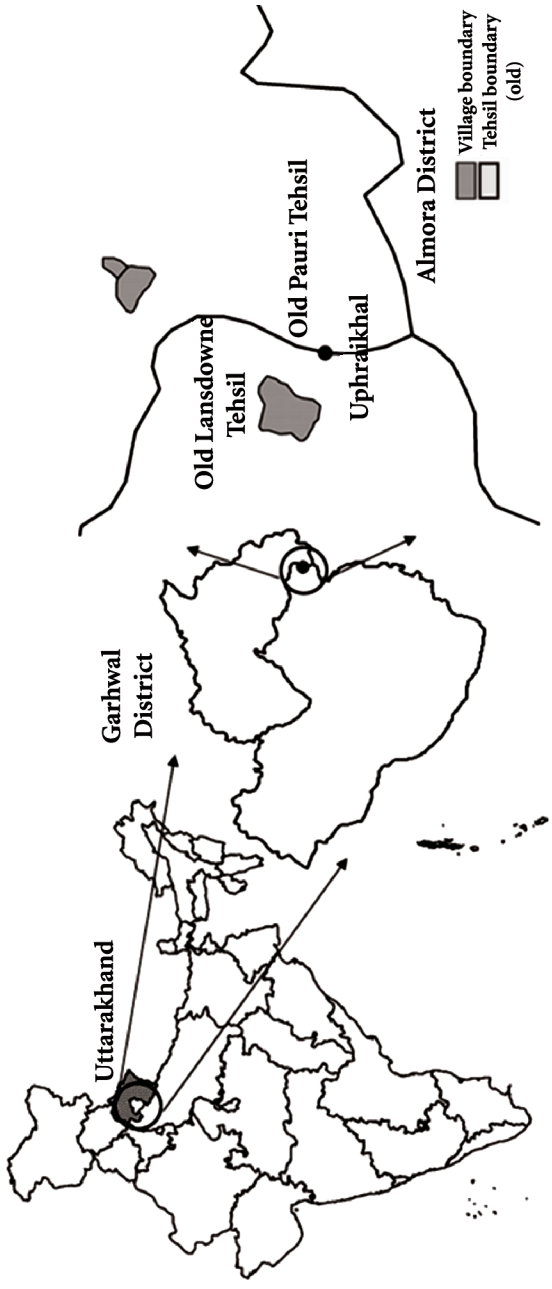 Uttarakhand
Garhwal
District
Old Lansdowne
Tehsil
Old Pauri Tehsil
Uphraikhal
Almora District
Village boundary
Tehsil boundary
(old)